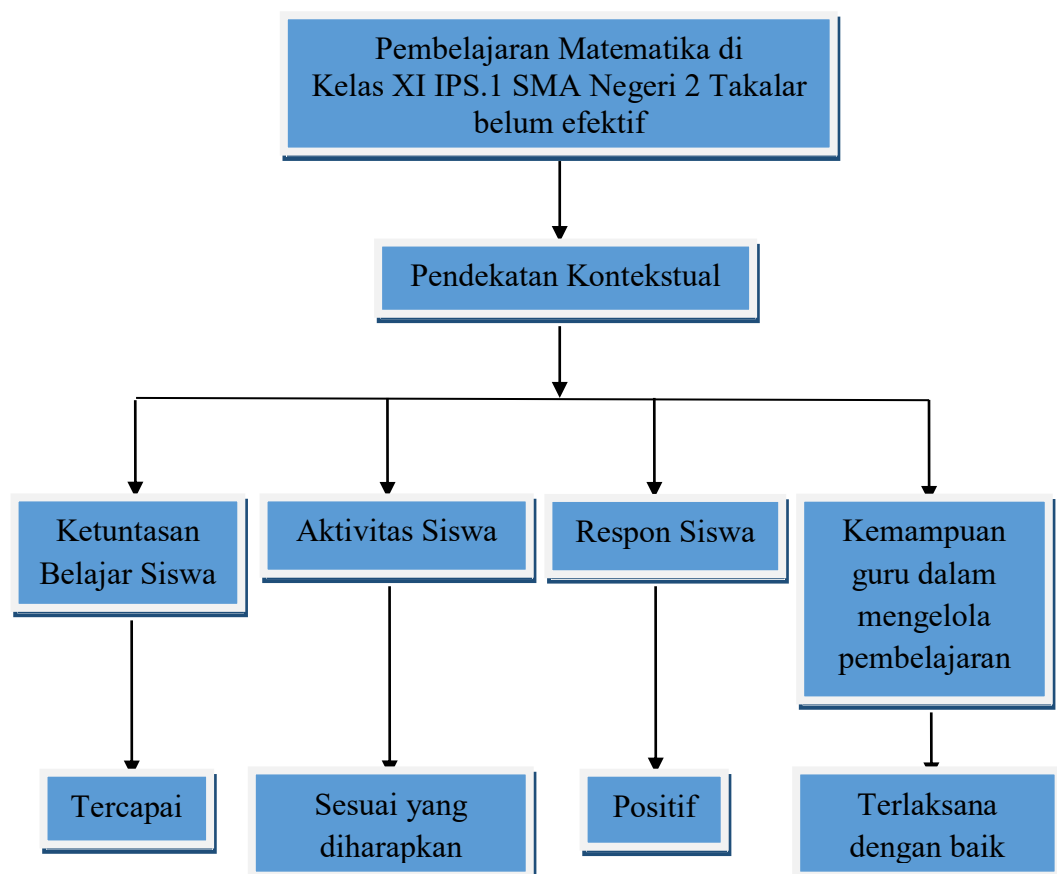 Pembelajaran Matematika di
Kelas XI IPS.1 SMA Negeri 2 Takalar
belum efektif
Pendekatan Kontekstual
Ketuntasan
Belajar Siswa
Aktivitas Siswa
Respon Siswa
Kemampuan
guru dalam
mengelola
pembelajaran
Tercapai
Sesuai yang
diharapkan
Positif
Terlaksana
dengan baik